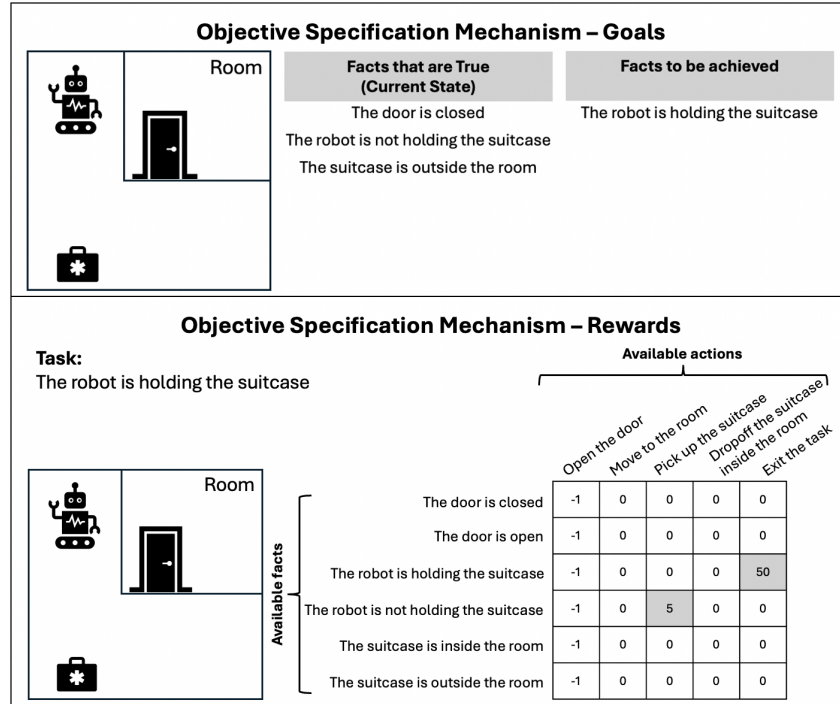 Objective Specification Mechanism – Goals
Room
Facts that are True
(Current State)
Facts to be achieved
The door is closed
The robot is holding the suitcase
The robot is not holding the suitcase
The suitcase is outside the room
Objective Specification Mechanism – Rewards
Task:
The robot is holding the suitcase
Available actions
Open the door
Move to the room
Pick up the suitcase
Dropoff the suitcase
inside the room
Exit the task
Room
Available facts
The door is closed -1 0 0 0 0
The door is open -1 0 0 0 0
The robot is holding the suitcase -1 0 0 0 50
The robot is not holding the suitcase -1 0 5 0 0
The suitcase is inside the room -1 0 0 0 0
The suitcase is outside the room -1 0 0 0 0